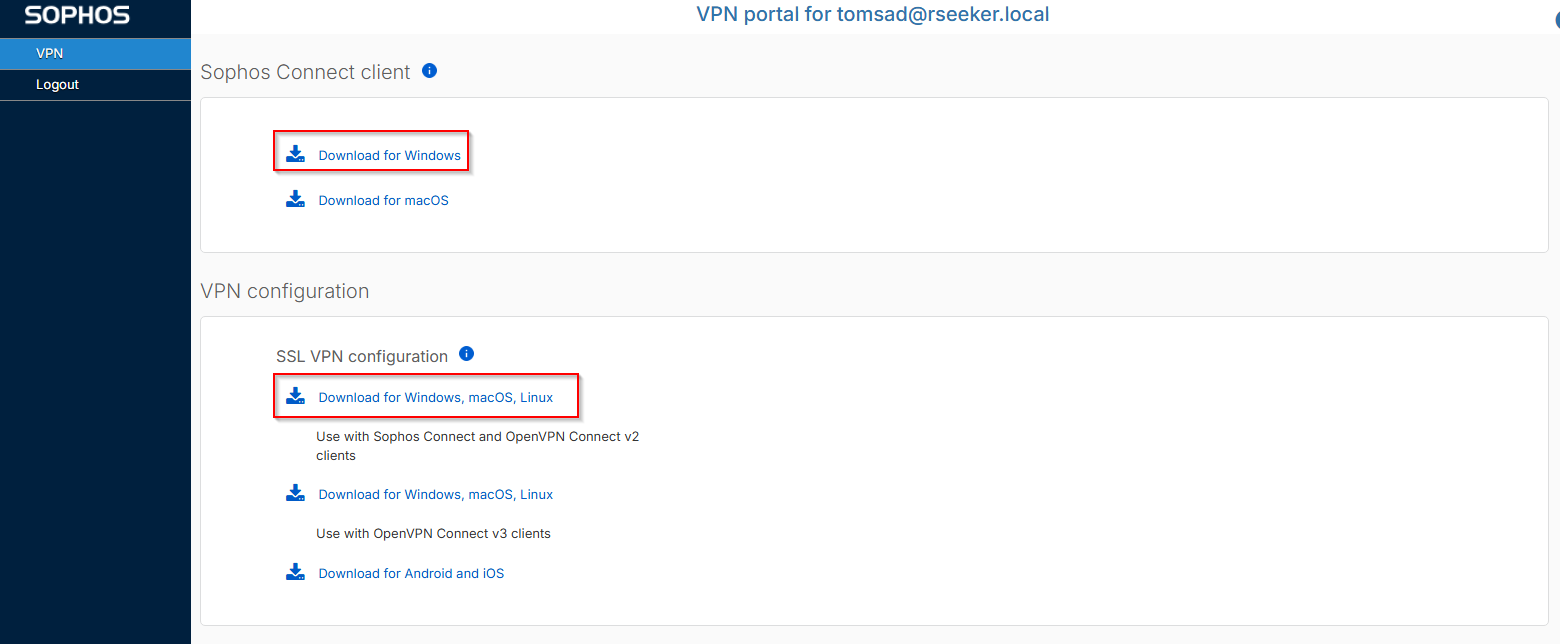 SOPHOS
VPN portal for tomsad@rseeker.local
VPN
Logout
Sophos Connect client
Download for Windows
Download for macOS
VPN configuration
SSL VPN configuration
Download for Windows, macOS, Linux
Use with Sophos Connect and OpenVPN Connect v2
clients
Download for Windows, macOS, Linux
Use with OpenVPN Connect v3 clients
Download for Android and iOS